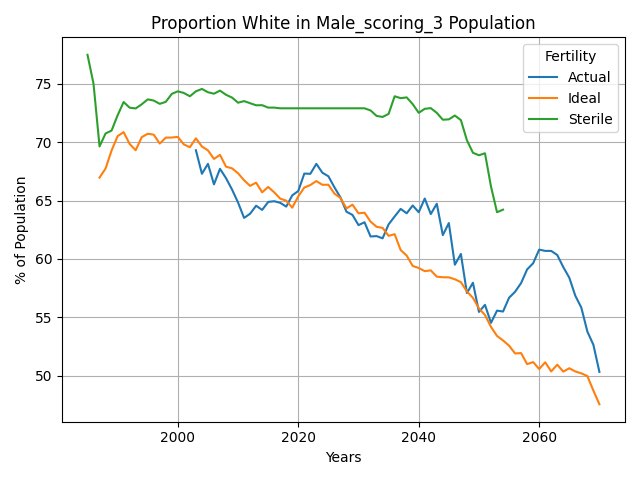 Proportion White in Male_scoring_3 Population
Fertility
Actual
Ideal
Sterile
% of Population
75
70
65
60
55
50
2000
2020
2040
2060
Years